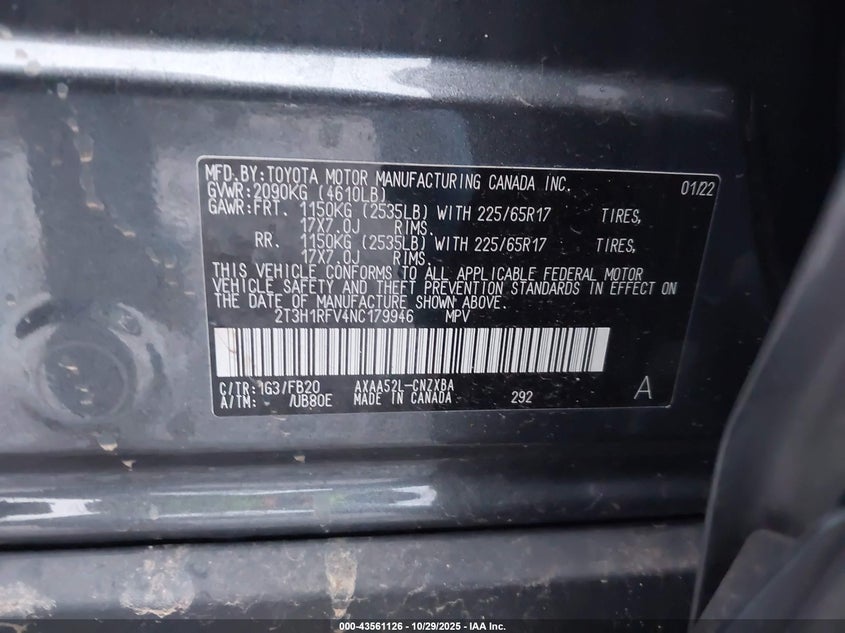 MFD.BY:TOYOTA MOTOR MANUFACTURING CANADA INC. 01/22
GVWR:2090KG (4610LB)
GAWR:FRT. 1150KG (2535LB) WITH 225/65R17 TIRES,
17X7.0J RIMS.
RR. 1150KG (2535LB) WITH 225/65R17 TIRES,
17X7.0J RIMS.
THIS VEHICLE CONFORMS TO ALL APPLICABLE FEDERAL MOTOR
VEHICLE SAFETY AND THEFT PREVENTION STANDARDS IN EFFECT ON
THE DATE OF MANUFACTURE SHOWN ABOVE.
2T3H1RFV4NC179946 MPV
C/TR:1G3/FB20 AXAA52L-CNZXBA
A/TM: - /UB80E MADE IN CANADA 292 A
000-43561126 - 10/29/2025 - IAA Inc.